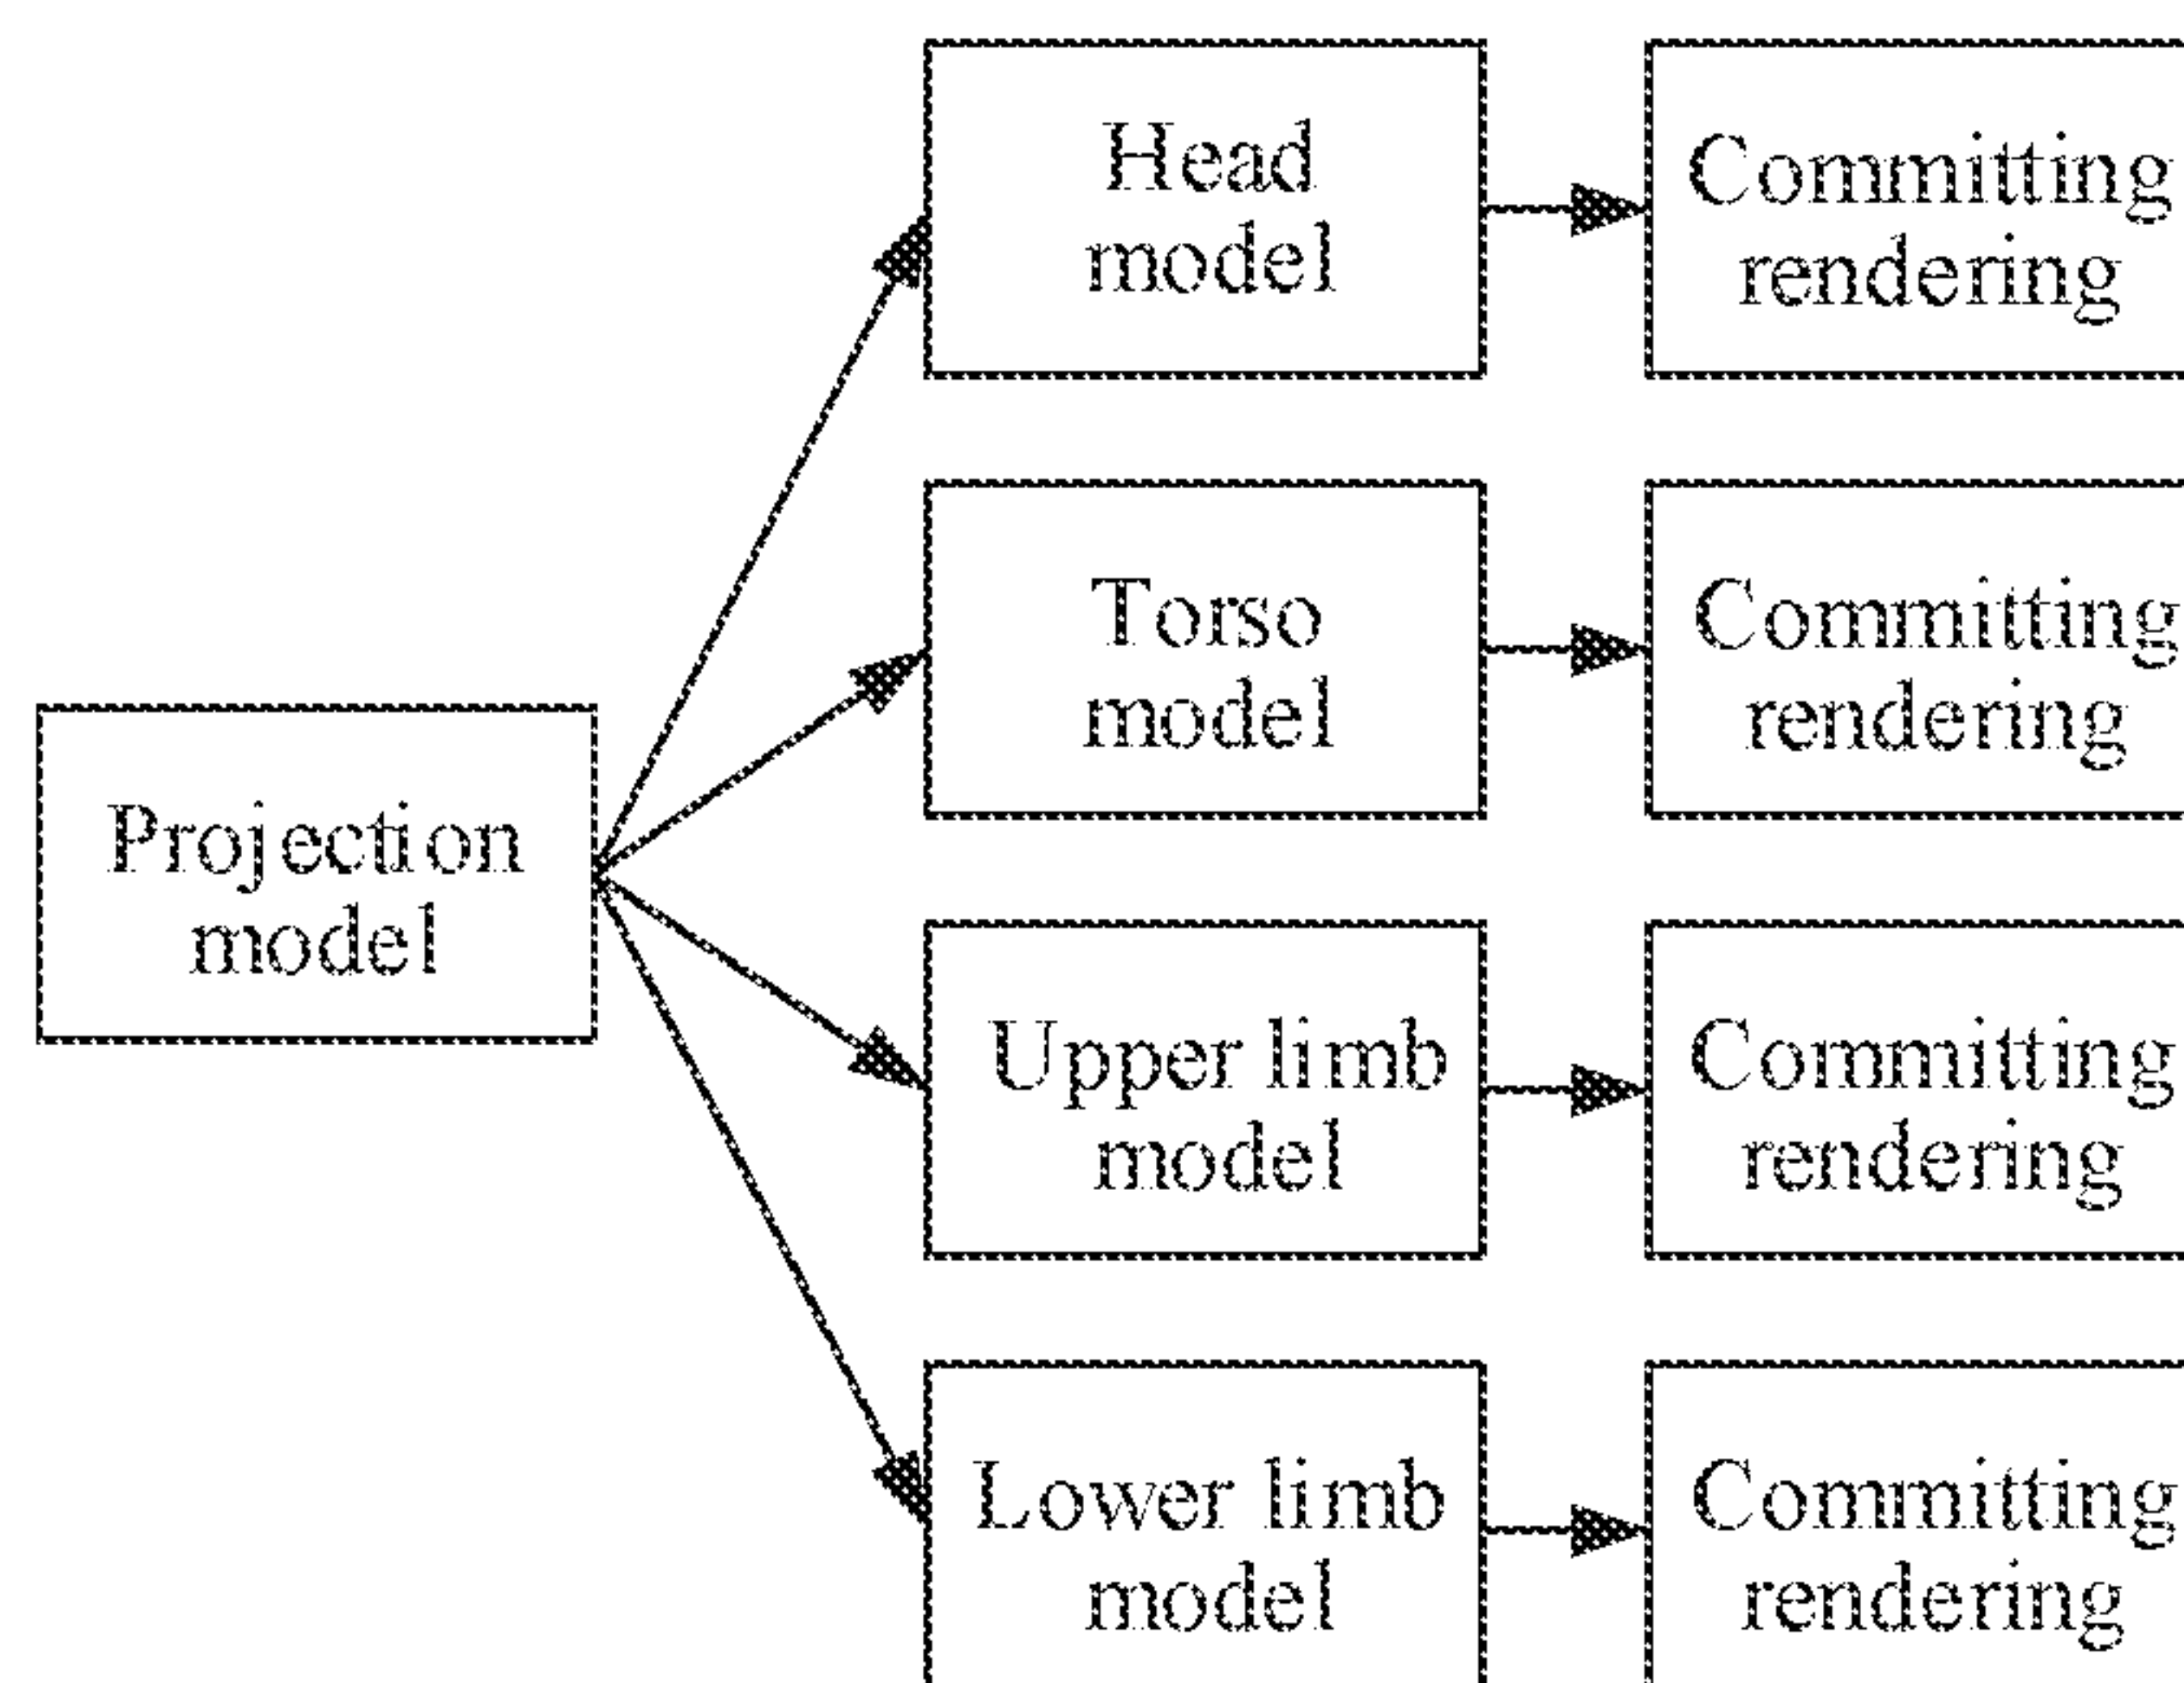 Head
model
Committing
rendering
Torso
model
Committing
rendering
Projection
model
Upper limb
model
Committing
rendering
Lower limb
model
Committing
rendering